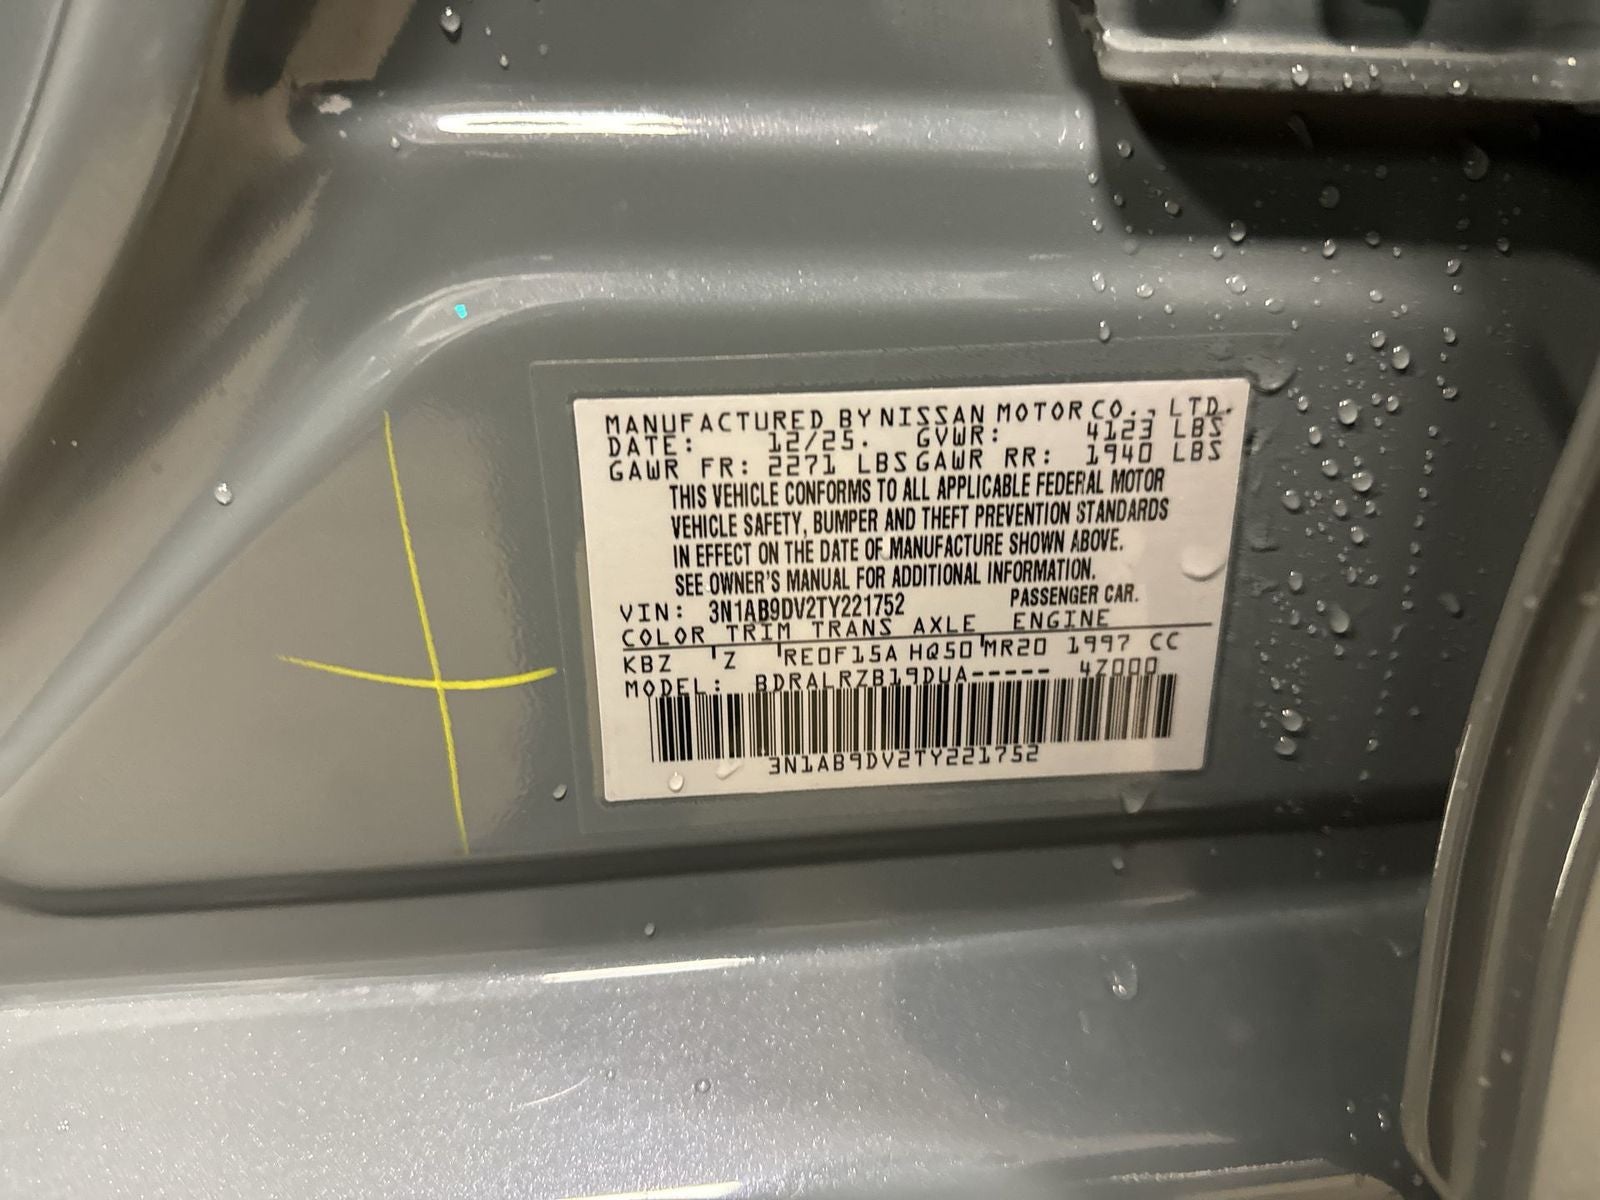 MANUFACTURED BY NISSAN MOTOR CO., LTD.
DATE: 12/25. GVWR: 4123 LBS
GAWR FR: 2271 LBS GAWR RR: 1940 LBS
THIS VEHICLE CONFORMS TO ALL APPLICABLE FEDERAL MOTOR
VEHICLE SAFETY, BUMPER AND THEFT PREVENTION STANDARDS
IN EFFECT ON THE DATE OF MANUFACTURE SHOWN ABOVE.
SEE OWNER'S MANUAL FOR ADDITIONAL INFORMATION.
VIN: 3N1AB9DV2TY221752 PASSENGER CAR.
COLOR TRIM TRANS AXLE ENGINE
KBZ Z RE0F15A HQ50 MR20 1997 CC
MODEL: BDRALRZB19DUA----- 4Z000
3N1AB9DV2TY221752